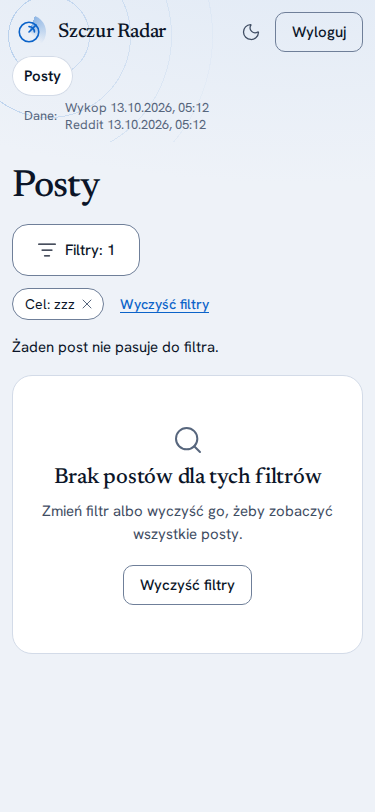 Szczur Radar
Wyloguj
Posty
Dane:
Wykop 13.10.2026, 05:12
Reddit 13.10.2026, 05:12
Posty
Filtry: 1
Cel: zzz
Wyczyść filtry
Żaden post nie pasuje do filtra.
Brak postów dla tych filtrów
Zmień filtr albo wyczyść go, żeby zobaczyć
wszystkie posty.
Wyczyść filtry